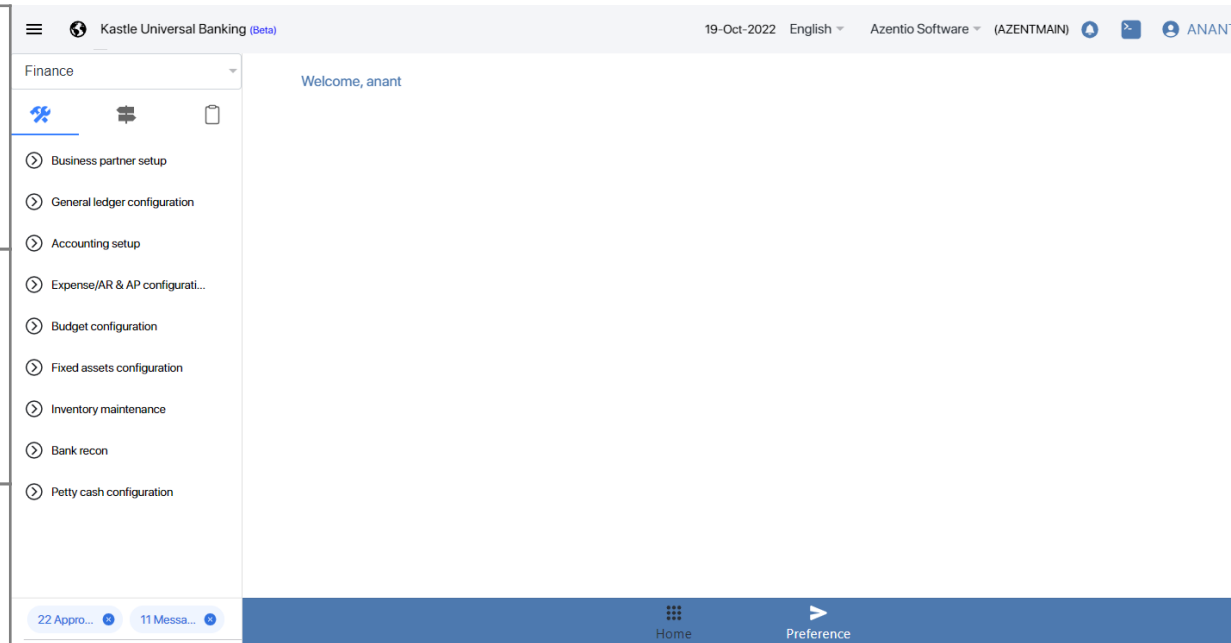 Kastle Universal Banking (Beta)
19-Oct-2022 English Azentio Software (AZENTMAIN) ANANT
Finance
Welcome, anant
Business partner setup
General ledger configuration
Accounting setup
Expense/AR & AP configurati...
Budget configuration
Fixed assets configuration
Inventory maintenance
Bank recon
Petty cash configuration
22 Appro... 11 Messa...
Home Preference